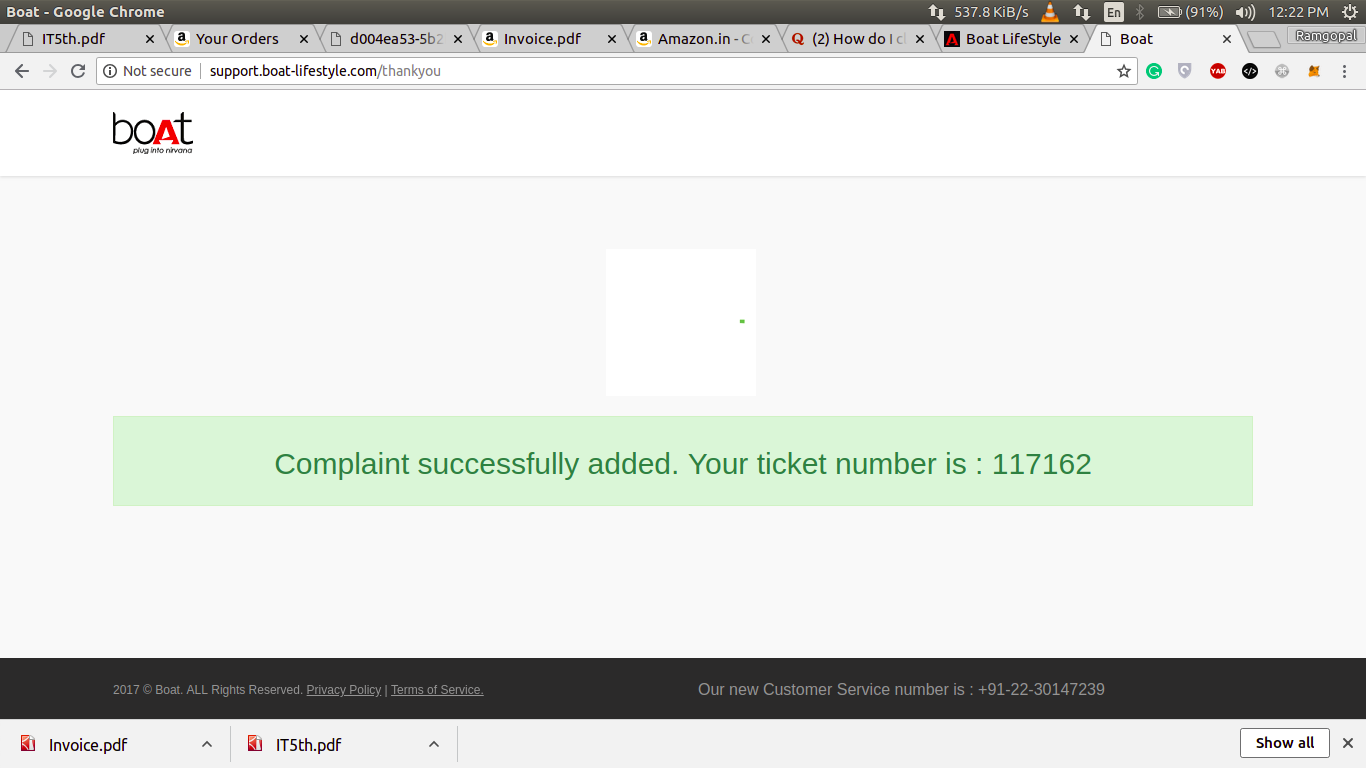 Boat - Google Chrome
537.8 KiB/s
En
(91%)
12:22 PM
IT5th.pdf
Your Orders
d004ea53-5b2
Invoice.pdf
Amazon.in - C
(2) How do I c
Boat LifeStyle
Boat
Ramgopal
Not secure
support.boat-lifestyle.com/thankyou
YAB
boAt
plug into nirvana
Complaint successfully added. Your ticket number is : 117162
2017 © Boat. ALL Rights Reserved. Privacy Policy | Terms of Service.
Our new Customer Service number is : +91-22-30147239
Invoice.pdf
IT5th.pdf
Show all